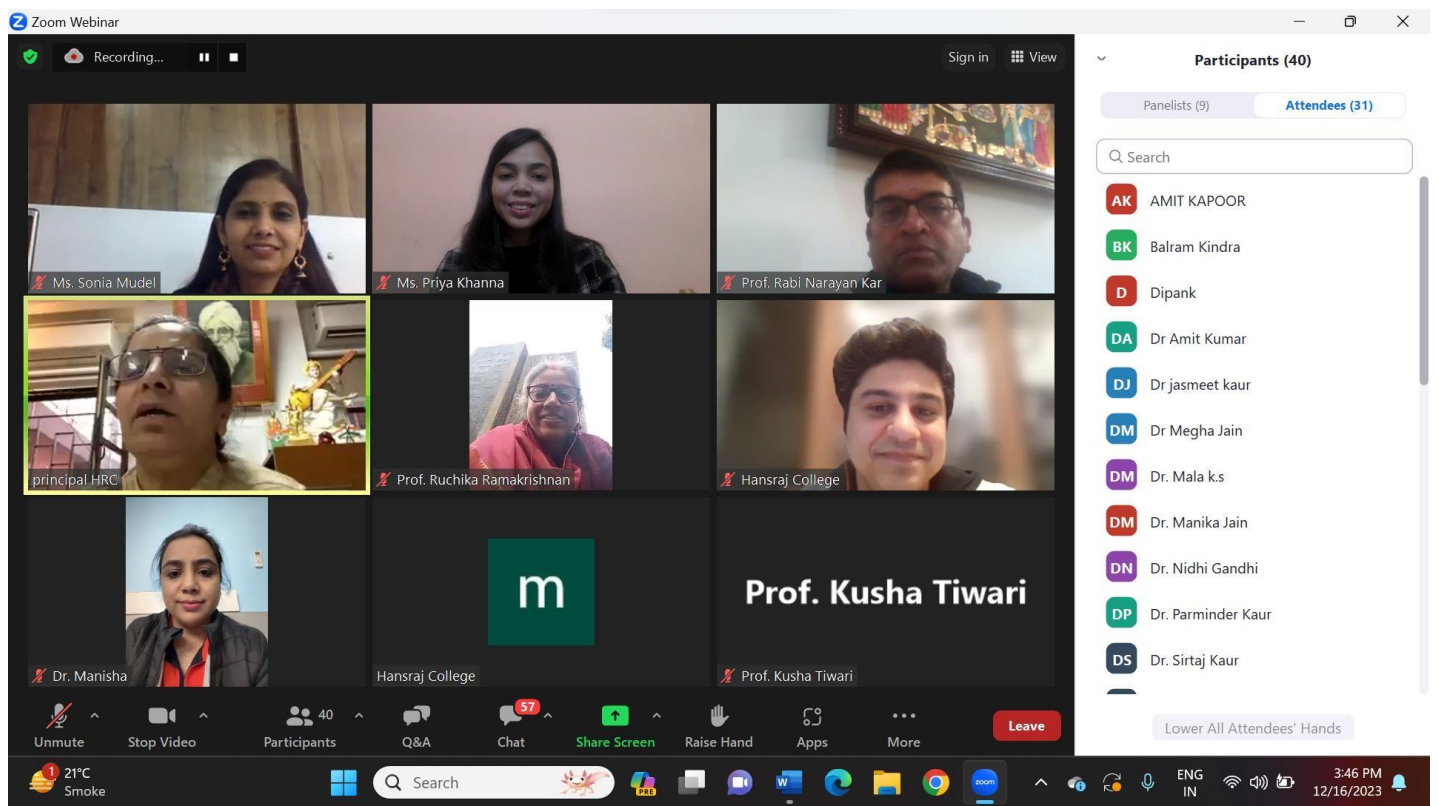 Zoom Webinar
Recording...
Sign in
View
Ms. Sonia Mudel
Ms. Priya Khanna
Prof. Rabi Narayan Kar
principal HRC
Prof. Ruchika Ramakrishnan
Hansraj College
Dr. Manisha
m
Hansraj College
Prof. Kusha Tiwari
Prof. Kusha Tiwari
Unmute
Stop Video
40
Participants
Q&A
57
Chat
Share Screen
Raise Hand
Apps
More
Leave
Participants (40)
Panelists (9)
Attendees (31)
Search
AK AMIT KAPOOR
BK Balram Kindra
D Dipank
DA Dr Amit Kumar
DJ Dr jasmeet kaur
DM Dr Megha Jain
DM Dr. Mala k.s
DM Dr. Manika Jain
DN Dr. Nidhi Gandhi
DP Dr. Parminder Kaur
DS Dr. Sirtaj Kaur
Lower All Attendees' Hands
1
21°C
Smoke
Search
PRE
W
zoom
ENG
IN
3:46 PM
12/16/2023